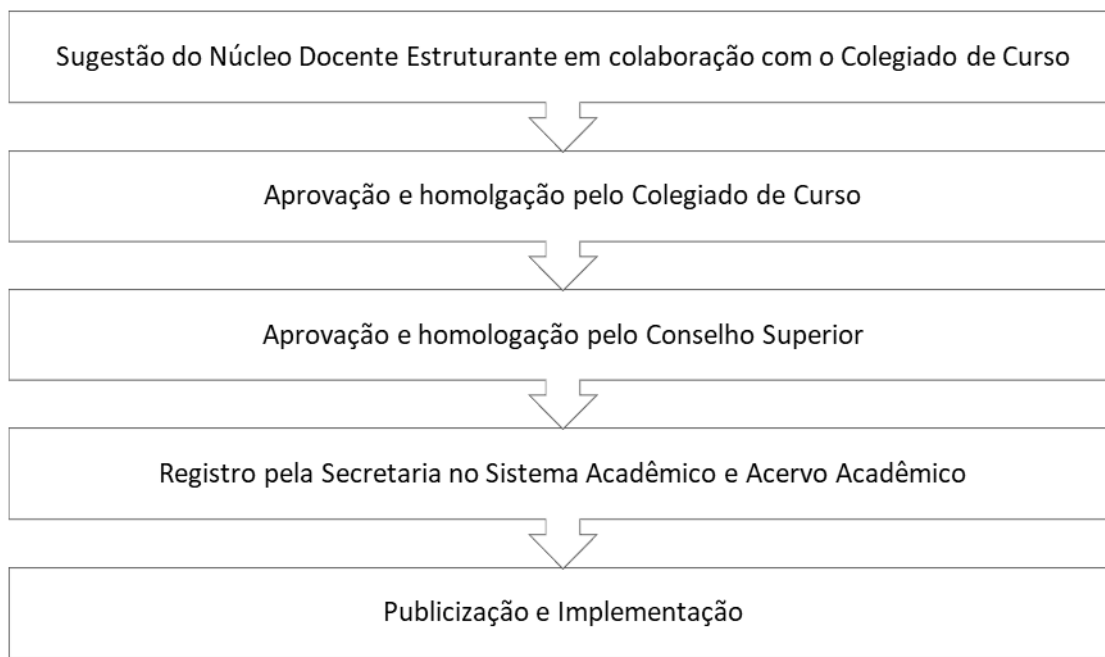 Sugestão do Núcleo Docente Estruturante em colaboração com o Colegiado de Curso
Aprovação e homolgação pelo Colegiado de Curso
Aprovação e homologação pelo Conselho Superior
Registro pela Secretaria no Sistema Acadêmico e Acervo Acadêmico
Publicização e Implementação